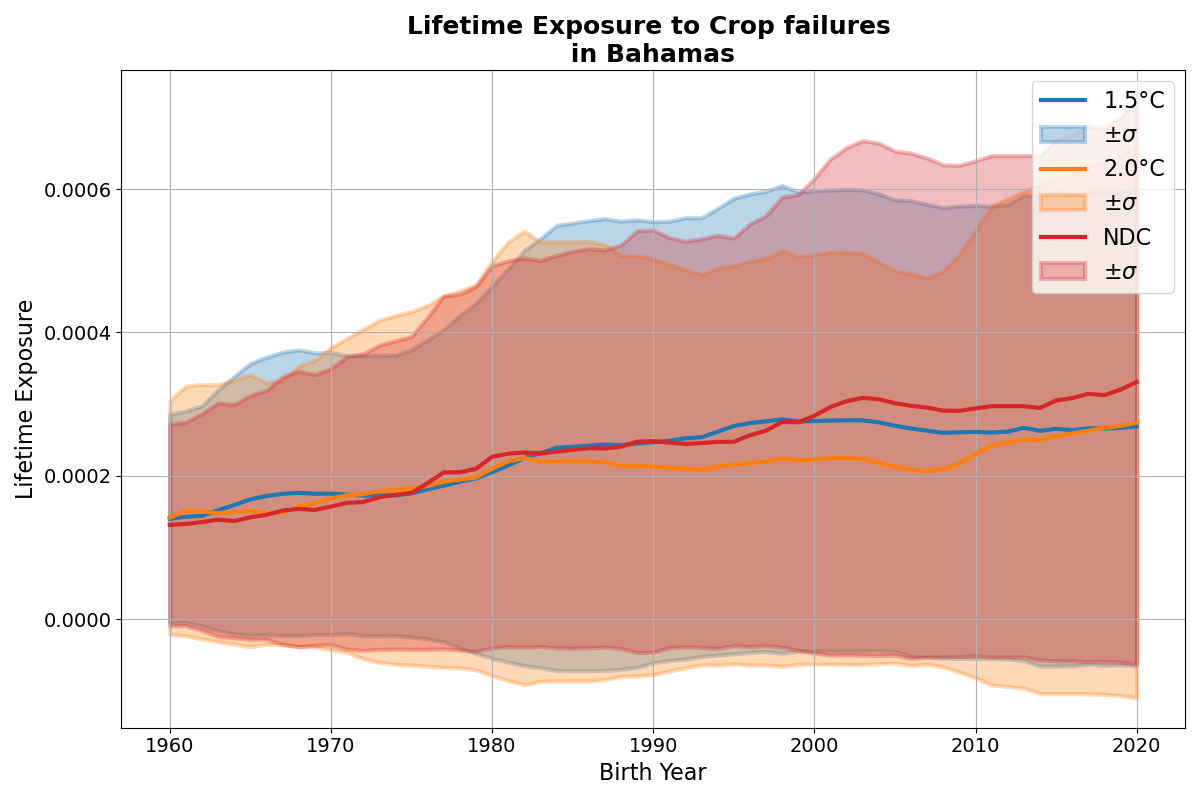 Lifetime Exposure to Crop failures
in Bahamas
1.5°C
±σ
2.0°C
±σ
NDC
±σ
0.0006
0.0004
0.0002
0.0000
Lifetime Exposure
1960 1970 1980 1990 2000 2010 2020
Birth Year